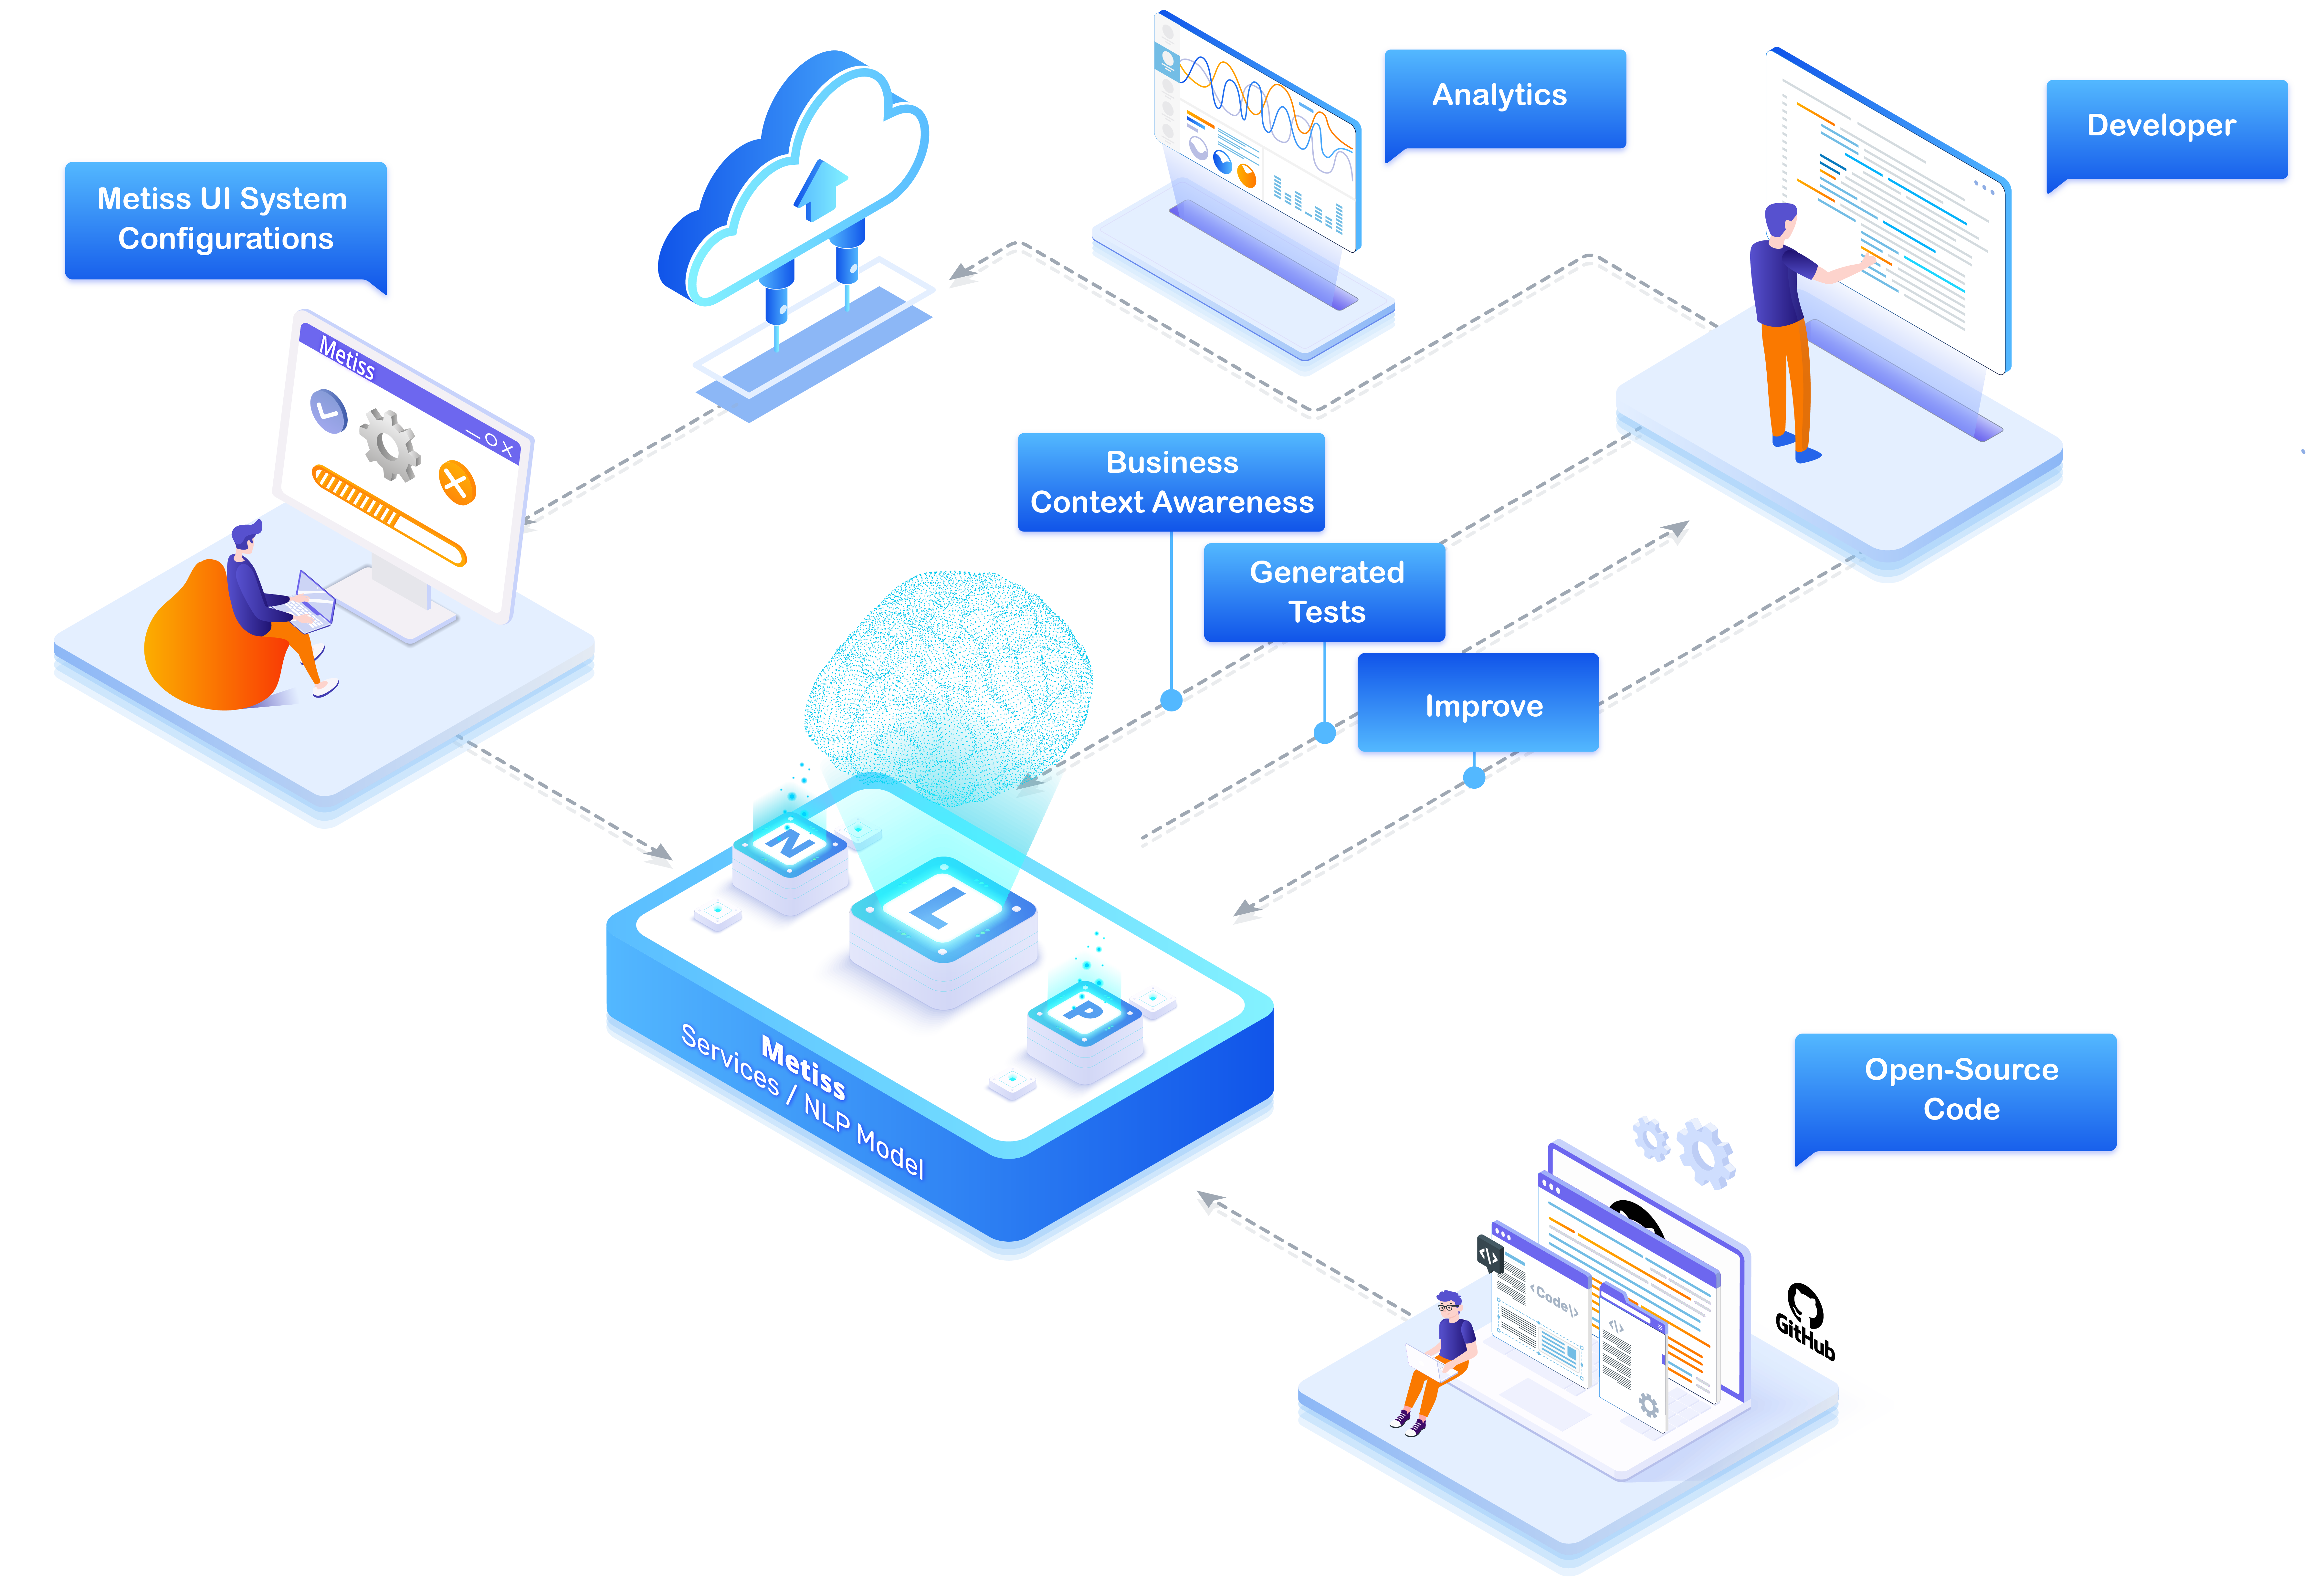 Analytics
Developer
Metiss UI System
Configurations
Metiss
Business
Context Awareness
Generated
Tests
Improve
N
L
P
Metiss
Services / NLP Model
Open-Source
Code
</>
<Code\>
</>
GitHub